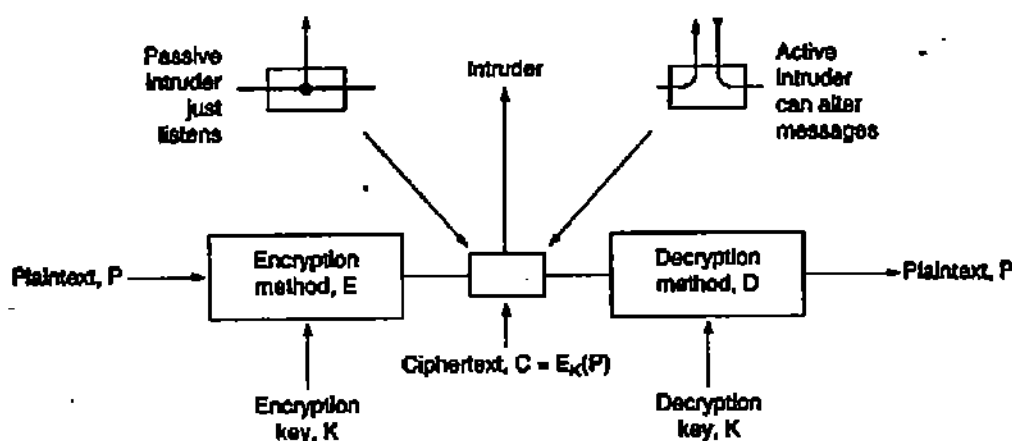 Passive
intruder
just
listens
Intruder
Active
intruder
can alter
messages
Plaintext, P
Encryption
method, E
Decryption
method, D
Plaintext, P
Ciphertext, C = E_K(P)
Encryption
key, K
Decryption
key, K